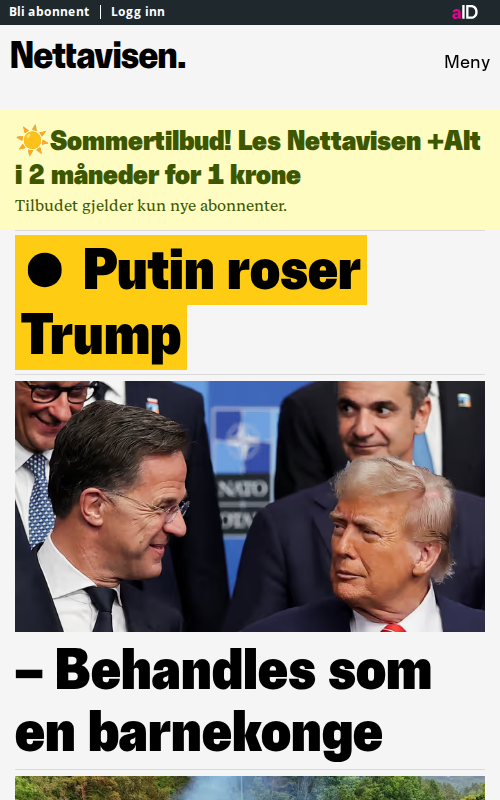 Bli abonnent | Logg inn
aID
Nettavisen.
Meny
☀️Sommertilbud! Les Nettavisen +Alt
i 2 måneder for 1 krone
Tilbudet gjelder kun nye abonnenter.
● Putin roser
Trump
NATO
– Behandles som
en barnekonge